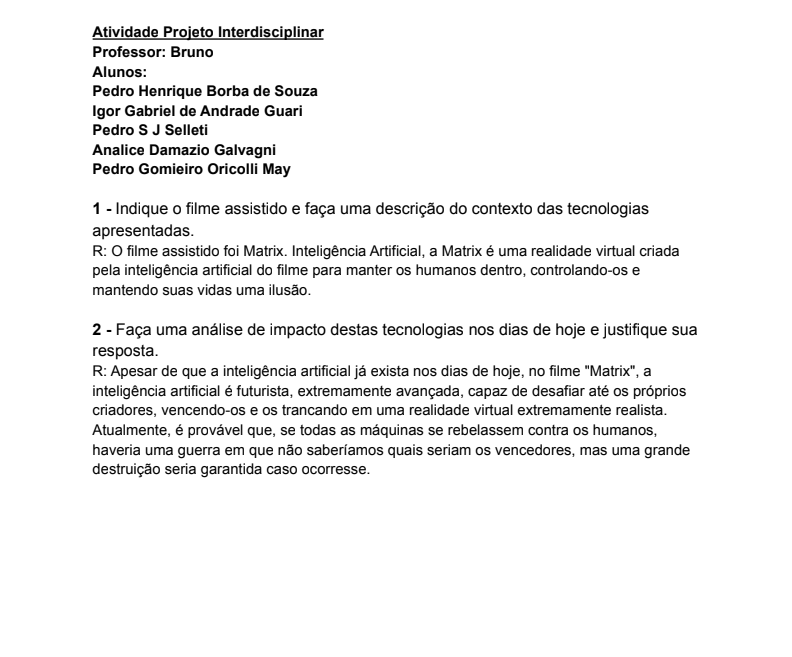 Atividade Projeto Interdisciplinar
Professor: Bruno
Alunos:
Pedro Henrique Borba de Souza
Igor Gabriel de Andrade Guari
Pedro S J Selleti
Analice Damazio Galvagni
Pedro Gomieiro Oricolli May
1 - Indique o filme assistido e faça uma descrição do contexto das tecnologias
apresentadas.
R: O filme assistido foi Matrix. Inteligência Artificial, a Matrix é uma realidade virtual criada
pela inteligência artificial do filme para manter os humanos dentro, controlando-os e
mantendo suas vidas uma ilusão.
2 - Faça uma análise de impacto destas tecnologias nos dias de hoje e justifique sua
resposta.
R: Apesar de que a inteligência artificial já exista nos dias de hoje, no filme "Matrix", a
inteligência artificial é futurista, extremamente avançada, capaz de desafiar até os próprios
criadores, vencendo-os e os trancando em uma realidade virtual extremamente realista.
Atualmente, é provável que, se todas as máquinas se rebelassem contra os humanos,
haveria uma guerra em que não saberíamos quais seriam os vencedores, mas uma grande
destruição seria garantida caso ocorresse.